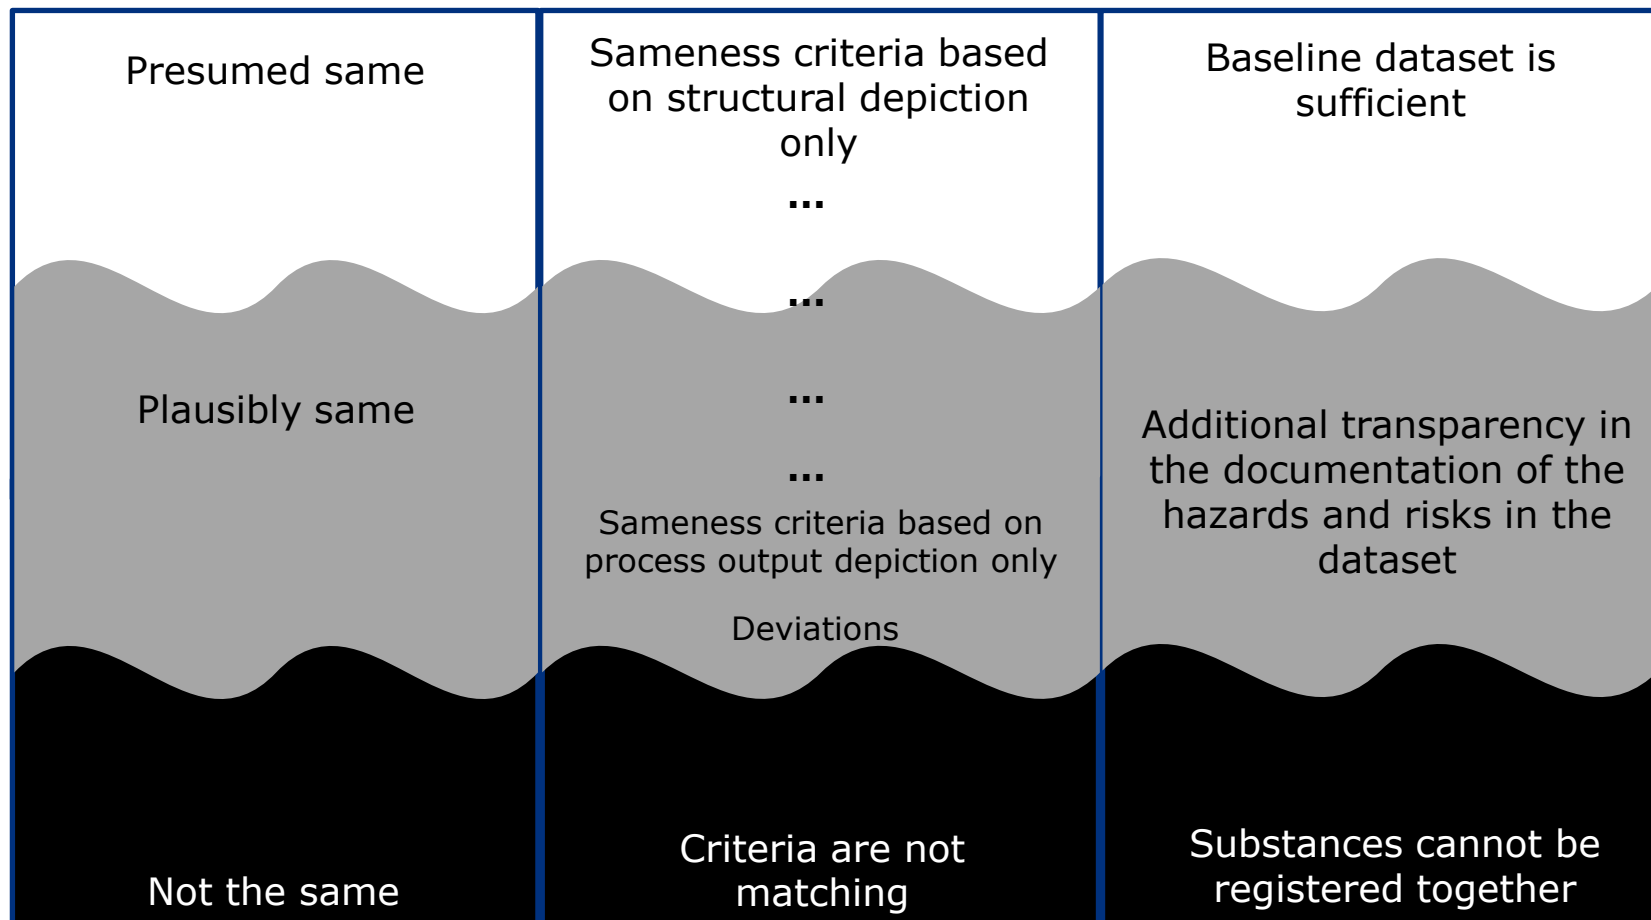 Presumed same
Sameness criteria based
on structural depiction
only
...
Baseline dataset is
sufficient
Plausibly same
...
...
...
Sameness criteria based on
process output depiction only
Deviations
Additional transparency in
the documentation of the
hazards and risks in the
dataset
Not the same
Criteria are not
matching
Substances cannot be
registered together